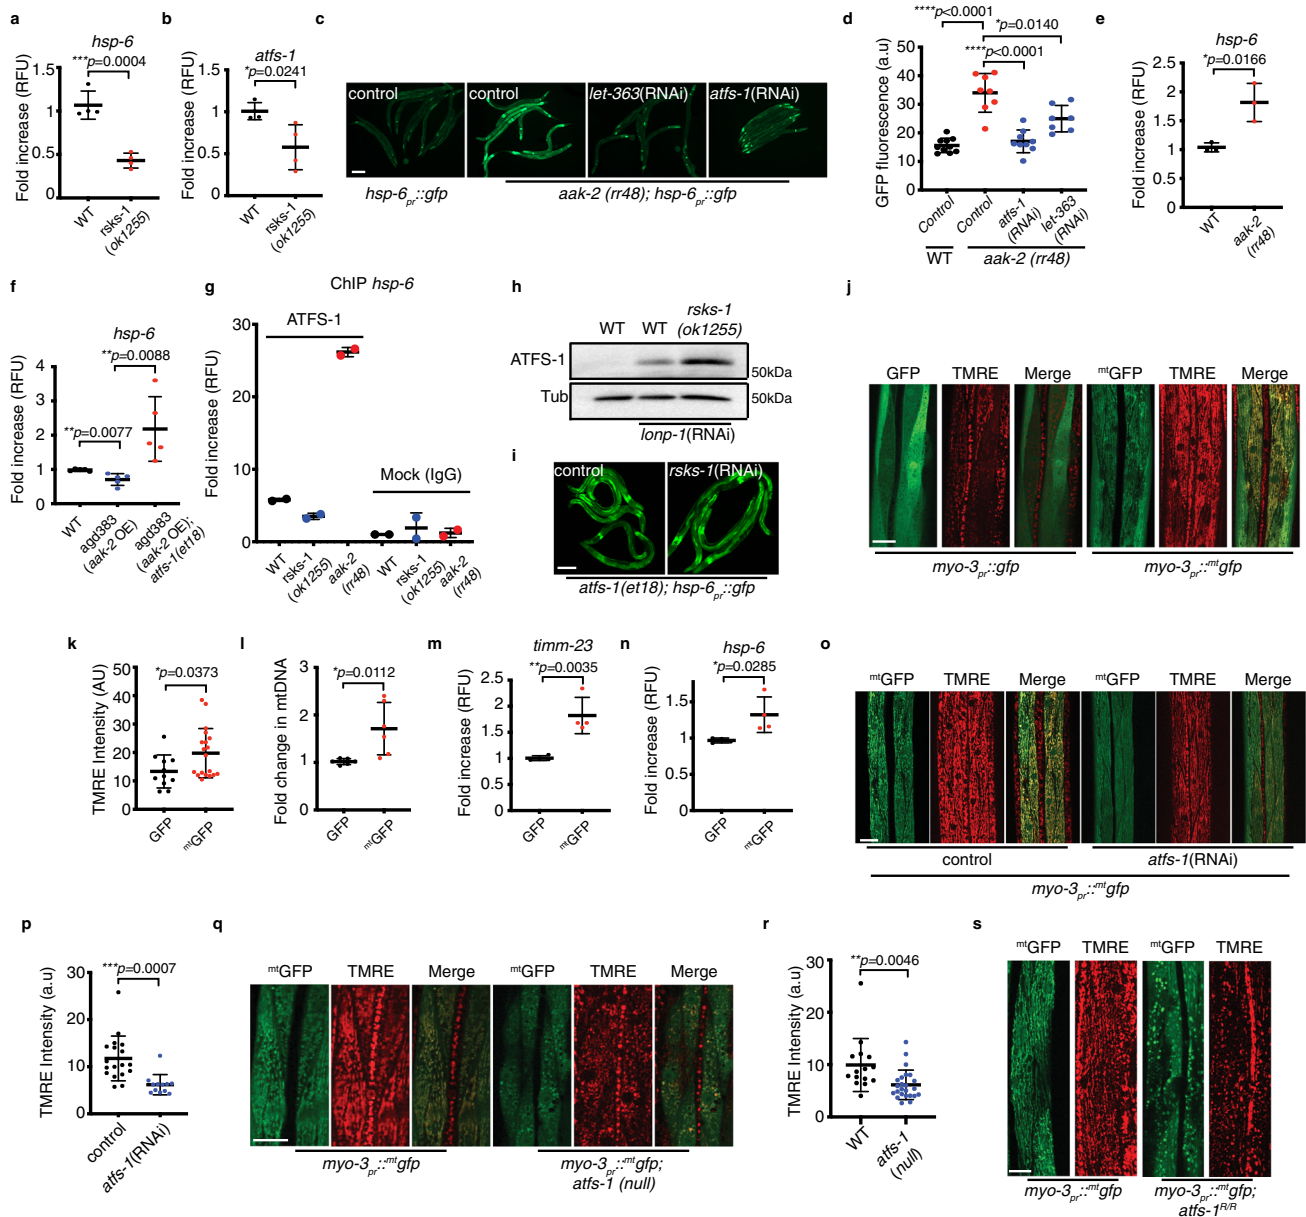 a
hsp-6
***p=0.0004
Fold increase (RFU)
1.5
1
0.5
0
WT
rsks-1
(ok1255)
b
atfs-1
*p=0.0241
Fold increase (RFU)
1.5
1.0
0.5
0
WT
rsks-1
(ok1255)
c
control
control
let-363(RNAi)
atfs-1(RNAi)
hsp-6pr::gfp
aak-2 (rr48); hsp-6pr::gfp
d
****p<0.0001
*p=0.0140
****p<0.0001
GFP fluorescence (a.u)
50
40
30
20
10
0
Control
Control
atfs-1
(RNAi)
let-363
(RNAi)
WT
aak-2 (rr48)
e
hsp-6
*p=0.0166
Fold increase (RFU)
2.5
2
1.5
1
0.5
0
WT
aak-2
(rr48)
f
hsp-6
**p=0.0088
**p=0.0077
Fold increase (RFU)
4
3
2
1
0
WT
agd383
(aak-2 OE)
agd383
(aak-2 OE);
atfs-1(et18)
g
ChIP hsp-6
ATFS-1
Mock (IgG)
Fold increase (RFU)
30
20
10
0
WT
rsks-1
(ok1255)
aak-2
(rr48)
WT
rsks-1
(ok1255)
aak-2
(rr48)
h
WT
WT
rsks-1
(ok1255)
ATFS-1
50kDa
Tub
50kDa
lonp-1(RNAi)
i
control
rsks-1(RNAi)
atfs-1(et18); hsp-6pr::gfp
j
GFP
TMRE
Merge
mtGFP
TMRE
Merge
myo-3pr::gfp
myo-3pr::mtgfp
k
*p=0.0373
TMRE Intensity (AU)
50
40
30
20
10
0
GFP
mtGFP
l
*p=0.0112
Fold change in mtDNA
3
2
1
0
GFP
mtGFP
m
timm-23
**p=0.0035
Fold increase (RFU)
2.5
2
1.5
1
0.5
0
GFP
mtGFP
n
hsp-6
*p=0.0285
Fold increase (RFU)
1.5
1
0.5
0
GFP
mtGFP
o
mtGFP
TMRE
Merge
mtGFP
TMRE
Merge
control
atfs-1(RNAi)
myo-3pr::mtgfp
p
***p=0.0007
TMRE Intensity (a.u)
30
20
10
0
control
atfs-1(RNAi)
q
mtGFP
TMRE
Merge
mtGFP
TMRE
Merge
myo-3pr::mtgfp
myo-3pr::mtgfp;
atfs-1 (null)
r
**p=0.0046
TMRE Intensity (a.u)
30
20
10
0
WT
atfs-1
(null)
s
mtGFP
TMRE
mtGFP
TMRE
myo-3pr::mtgfp
myo-3pr::mtgfp;
atfs-1R/R